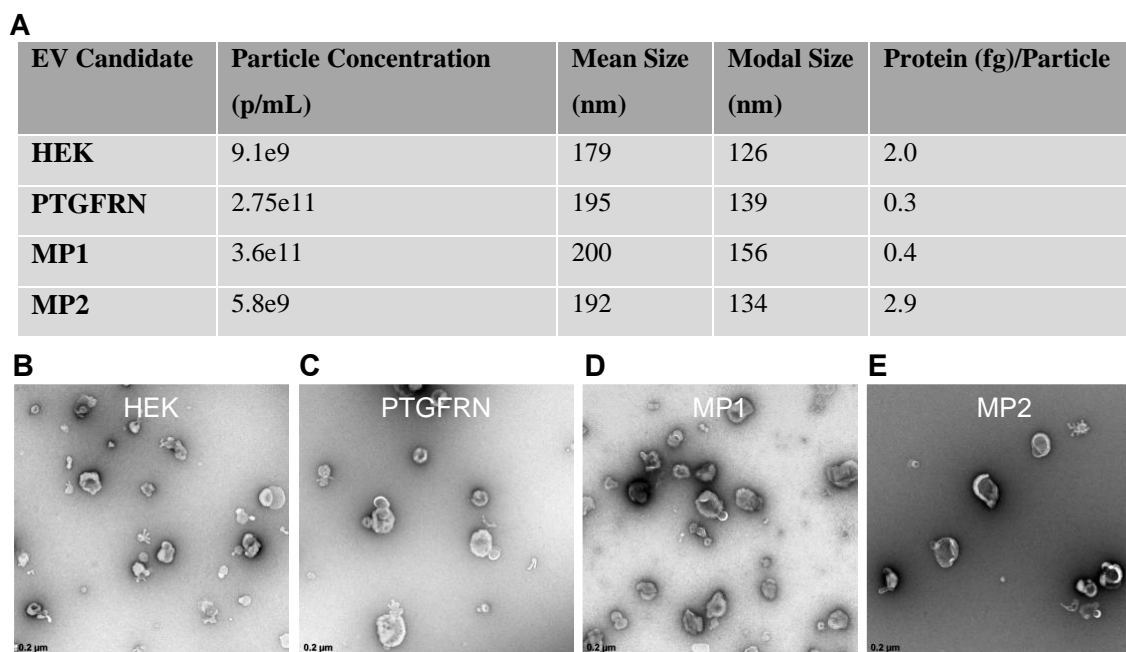 A
EV Candidate Particle Concentration (p/mL) Mean Size (nm) Modal Size (nm) Protein (fg)/Particle
HEK 9.1e9 179 126 2.0
PTGFRN 2.75e11 195 139 0.3
MP1 3.6e11 200 156 0.4
MP2 5.8e9 192 134 2.9
B C D E
HEK PTGFRN MP1 MP2
0.2 µm 0.2 µm 0.2 µm 0.2 µm